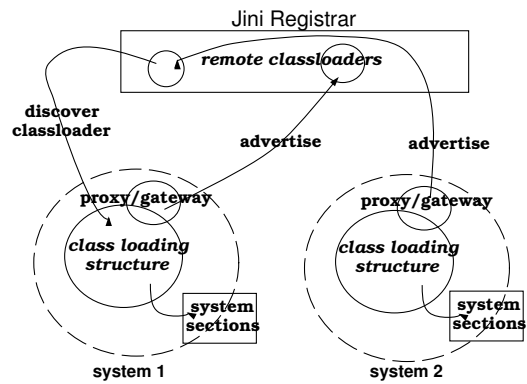 Jini Registrar
remote classloaders
discover
classloader
advertise
advertise
proxy/gateway
class loading
structure
system
sections
system 1
proxy/gateway
class loading
structure
system
sections
system 2